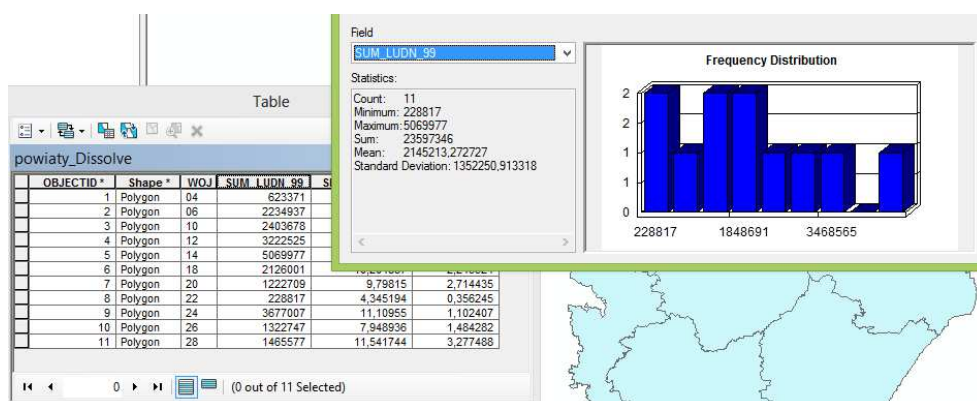 Field
SUM_LUDN_99
Statistics:
Count: 11
Minimum: 228817
Maximum: 5069977
Sum: 23597346
Mean: 2145213,272727
Standard Deviation: 1352250,913318
Frequency Distribution
2
2
1
1
0
228817 1848691 3468565
Table
powiaty_Dissolve
OBJECTID * Shape * WOJ SUM_LUDN_99
1 Polygon 04 623371
2 Polygon 06 2234937
3 Polygon 10 2403678
4 Polygon 12 3222525
5 Polygon 14 5069977
6 Polygon 18 2126001
7 Polygon 20 1222709 9,79815 2,714435
8 Polygon 22 228817 4,345194 0,356245
9 Polygon 24 3677007 11,10955 1,102407
10 Polygon 26 1322747 7,948936 1,484282
11 Polygon 28 1465577 11,541744 3,277488
0 (0 out of 11 Selected)